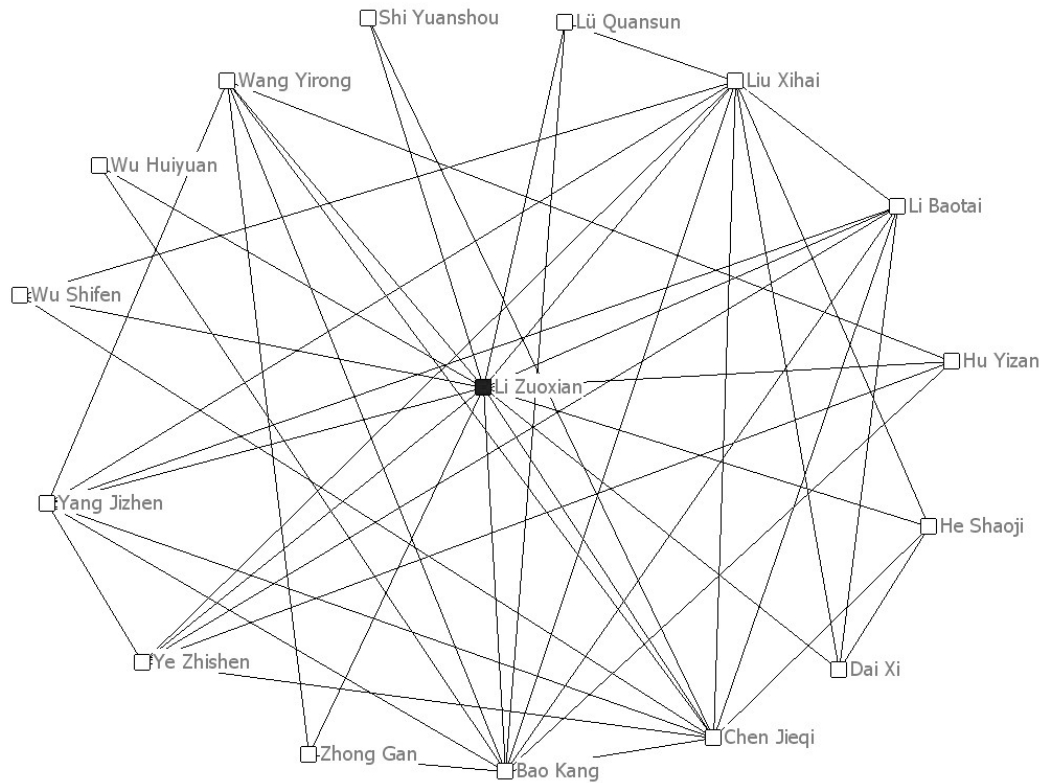 Shi Yuanshou
Lü Quansun
Wang Yirong
Liu Xihai
Wu Huiyuan
Li Baotai
Wu Shifen
Hu Yizan
Li Zuoxian
Yang Jizhen
He Shaoji
Ye Zhishen
Dai Xi
Zhong Gan
Chen Jieqi
Bao Kang